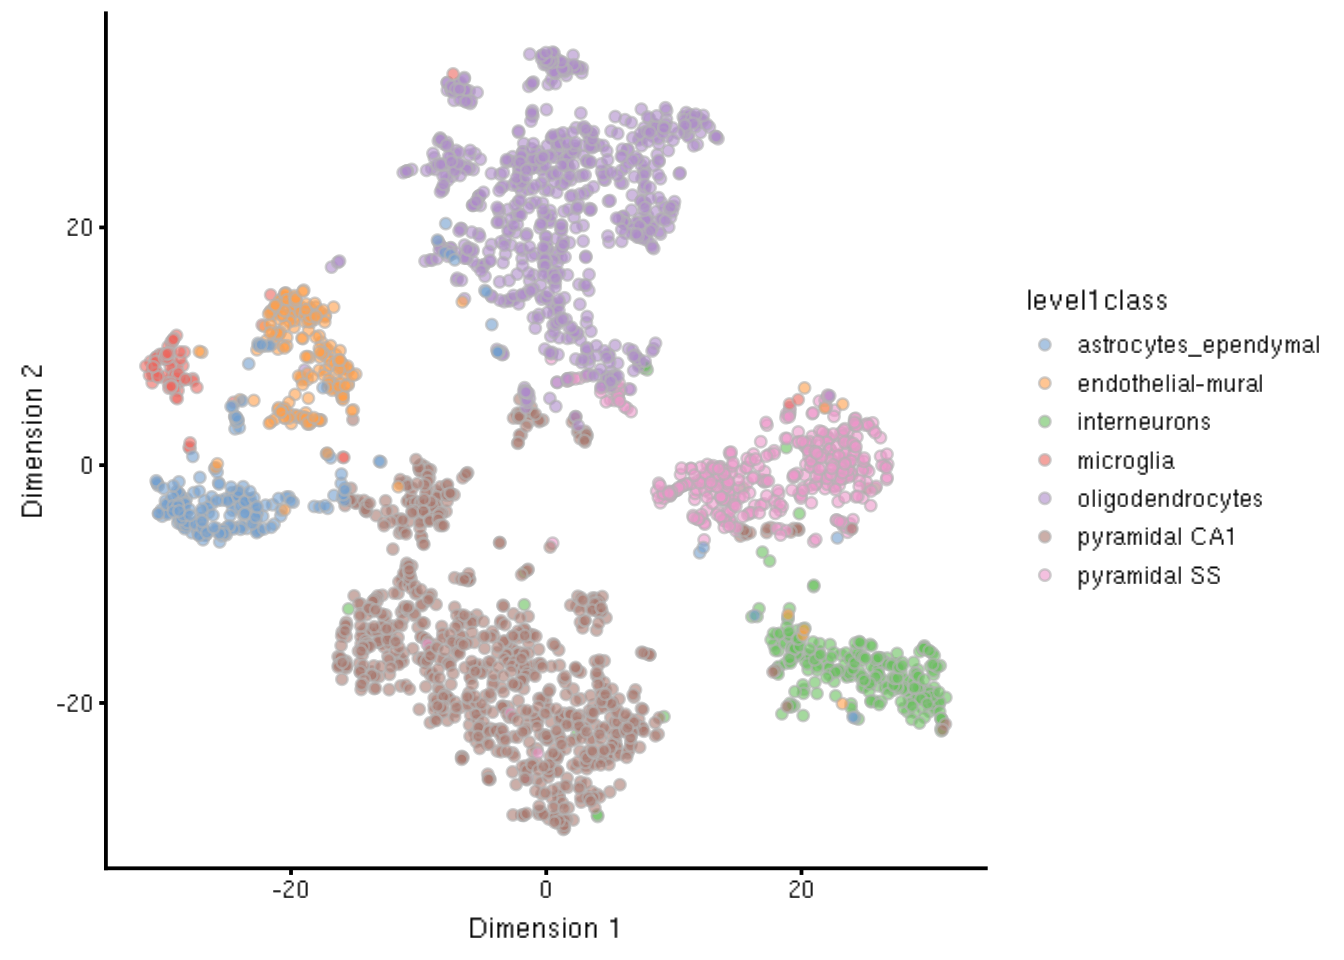 20
0
-20
Dimension 2
-20 0 20
Dimension 1
level1class
astrocytes_ependymal
endothelial-mural
interneurons
microglia
oligodendrocytes
pyramidal CA1
pyramidal SS